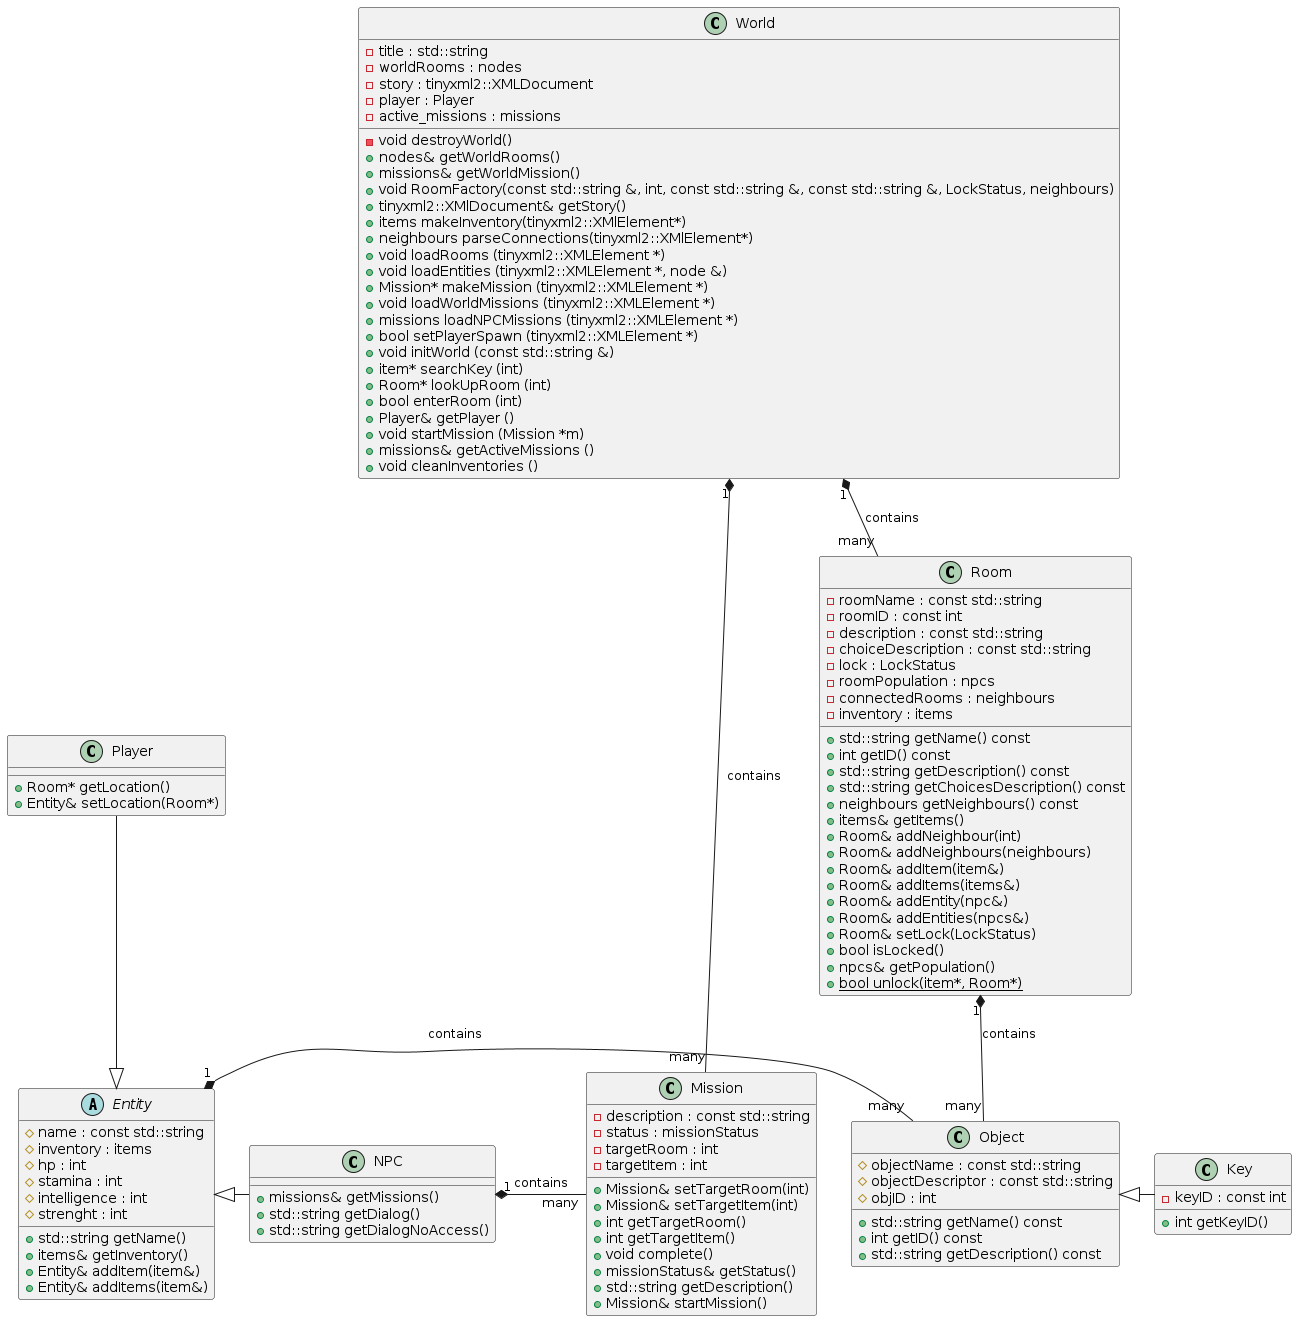 C World
title : std::string
worldRooms : nodes
story : tinyxml2::XMLDocument
player : Player
active_missions : missions
void destroyWorld()
nodes& getWorldRooms()
missions& getWorldMission()
void RoomFactory(const std::string &, int, const std::string &, const std::string &, LockStatus, neighbours)
tinyxml2::XMlDocument& getStory()
items makeInventory(tinyxml2::XMlElement*)
neighbours parseConnections(tinyxml2::XMlElement*)
void loadRooms (tinyxml2::XMLElement *)
void loadEntities (tinyxml2::XMLElement *, node &)
Mission* makeMission (tinyxml2::XMLElement *)
void loadWorldMissions (tinyxml2::XMLElement *)
missions loadNPCMissions (tinyxml2::XMLElement *)
bool setPlayerSpawn (tinyxml2::XMLElement *)
void initWorld (const std::string &)
item* searchKey (int)
Room* lookUpRoom (int)
bool enterRoom (int)
Player& getPlayer ()
void startMission (Mission *m)
missions& getActiveMissions ()
void cleanInventories ()
1
1
contains
many
C Room
roomName : const std::string
roomID : const int
description : const std::string
choiceDescription : const std::string
lock : LockStatus
roomPopulation : npcs
connectedRooms : neighbours
inventory : items
std::string getName() const
int getID() const
std::string getDescription() const
std::string getChoicesDescription() const
neighbours getNeighbours() const
items& getItems()
Room& addNeighbour(int)
Room& addNeighbours(neighbours)
Room& addItem(item&)
Room& addItems(items&)
Room& addEntity(npc&)
Room& addEntities(npcs&)
Room& setLock(LockStatus)
bool isLocked()
npcs& getPopulation()
bool unlock(item*, Room*)
C Player
Room* getLocation()
Entity& setLocation(Room*)
contains
1
contains
contains
many
1
many
many
A Entity
name : const std::string
inventory : items
hp : int
stamina : int
intelligence : int
strenght : int
std::string getName()
items& getInventory()
Entity& addItem(item&)
Entity& addItems(item&)
C NPC
missions& getMissions()
std::string getDialog()
std::string getDialogNoAccess()
1
contains
many
C Mission
description : const std::string
status : missionStatus
targetRoom : int
targetItem : int
Mission& setTargetRoom(int)
Mission& setTargetItem(int)
int getTargetRoom()
int getTargetItem()
void complete()
missionStatus& getStatus()
std::string getDescription()
Mission& startMission()
C Object
objectName : const std::string
objectDescriptor : const std::string
objID : int
std::string getName() const
int getID() const
std::string getDescription() const
C Key
keyID : const int
int getKeyID()